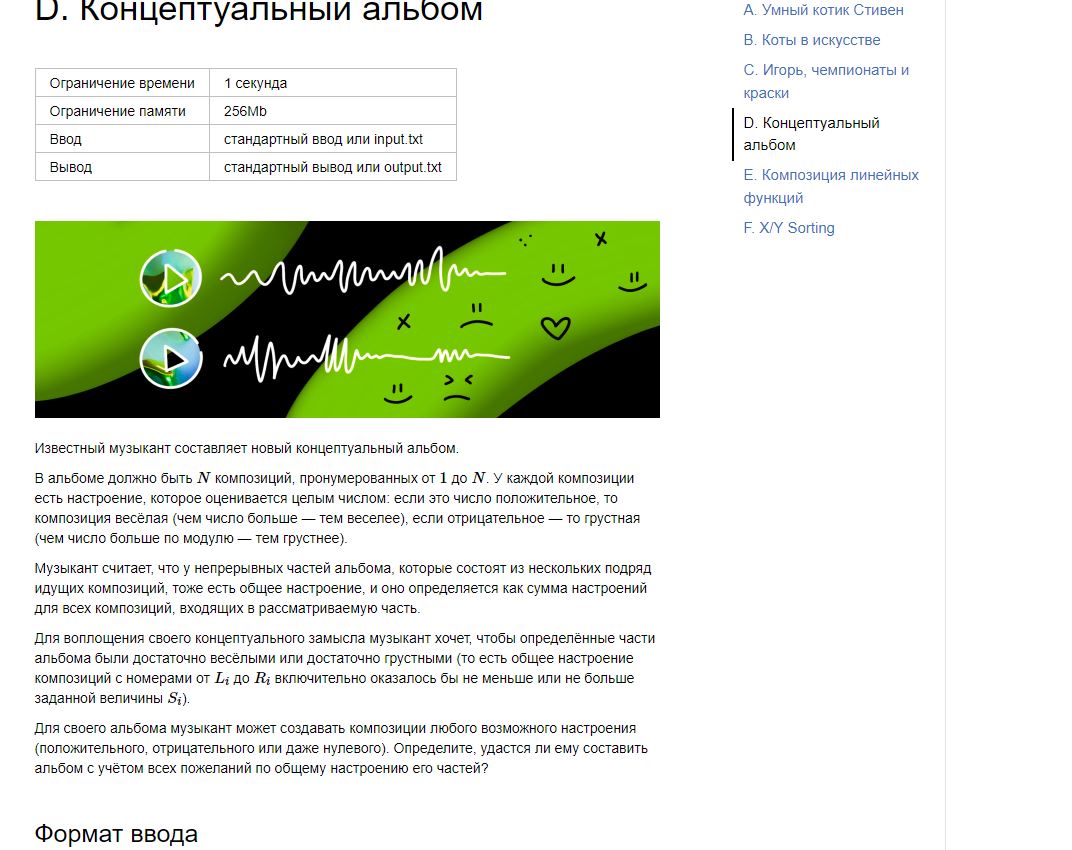 D. Концептуальный альбом
Ограничение времени 1 секунда
Ограничение памяти 256Mb
Ввод стандартный ввод или input.txt
Вывод стандартный вывод или output.txt
Известный музыкант составляет новый концептуальный альбом.
В альбоме должно быть N композиций, пронумерованных от 1 до N. У каждой композиции
есть настроение, которое оценивается целым числом: если это число положительное, то
композиция весёлая (чем число больше — тем веселее), если отрицательное — то грустная
(чем число больше по модулю — тем грустнее).
Музыкант считает, что у непрерывных частей альбома, которые состоят из нескольких подряд
идущих композиций, тоже есть общее настроение, и оно определяется как сумма настроений
для всех композиций, входящих в рассматриваемую часть.
Для воплощения своего концептуального замысла музыкант хочет, чтобы определённые части
альбома были достаточно весёлыми или достаточно грустными (то есть общее настроение
композиций с номерами от Lᵢ до Rᵢ включительно оказалось бы не меньше или не больше
заданной величины Sᵢ).
Для своего альбома музыкант может создавать композиции любого возможного настроения
(положительного, отрицательного или даже нулевого). Определите, удастся ли ему составить
альбом с учётом всех пожеланий по общему настроению его частей?
Формат ввода
A. Умный котик Стивен
B. Коты в искусстве
C. Игорь, чемпионаты и
краски
D. Концептуальный
альбом
E. Композиция линейных
функций
F. X/Y Sorting